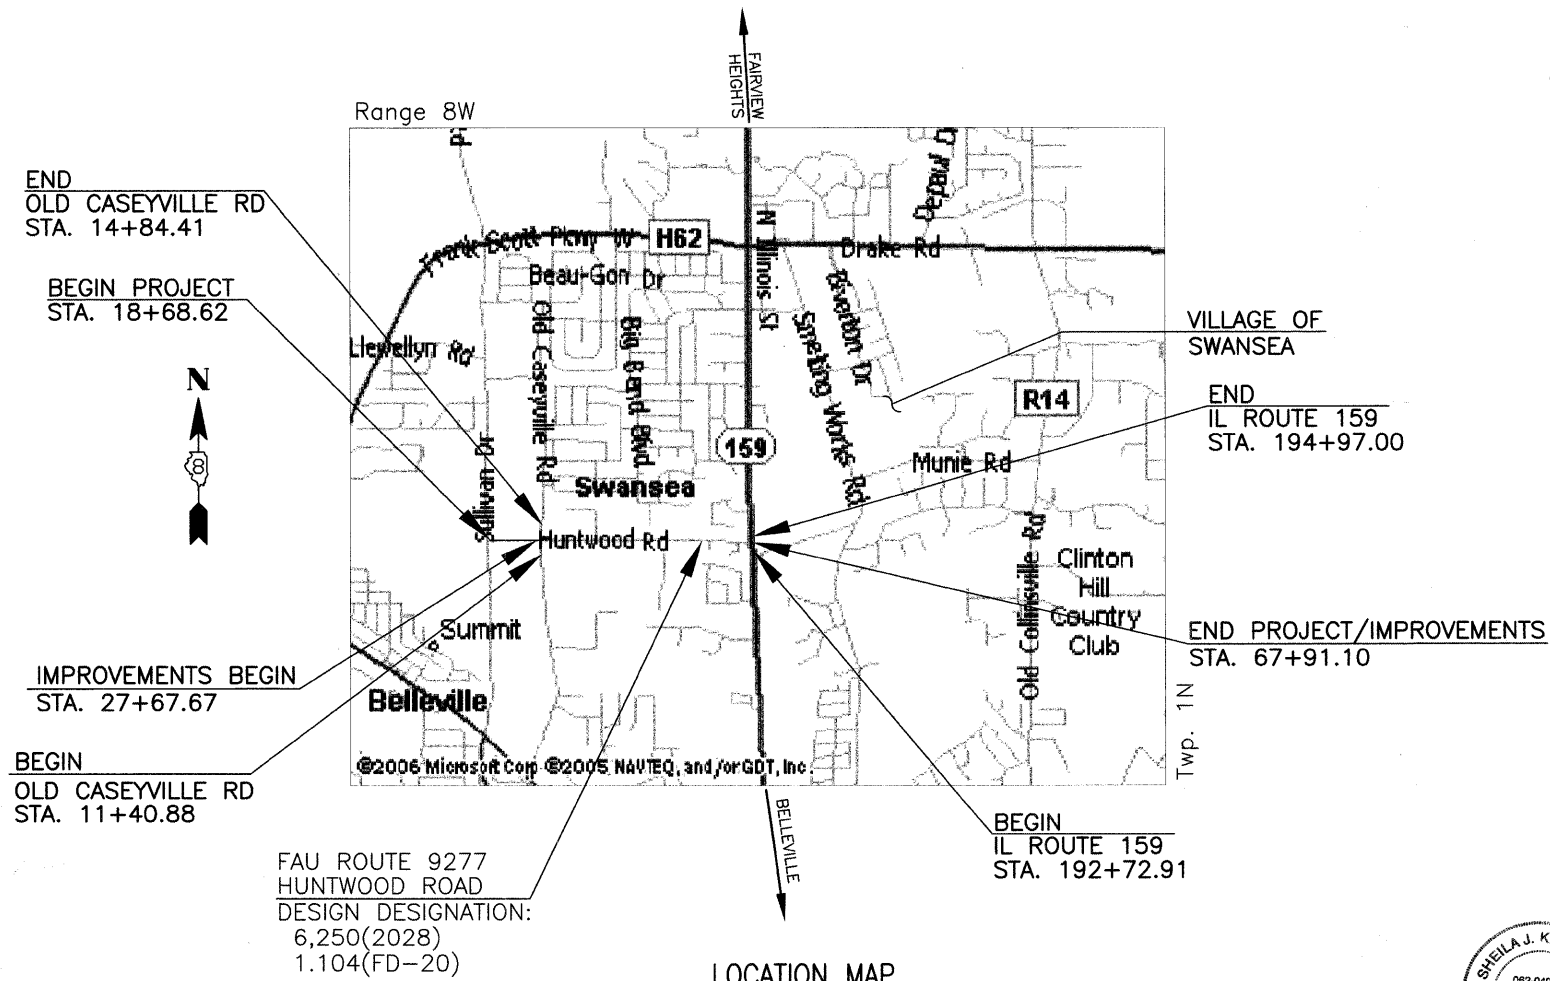 FAIRVIEW
HEIGHTS
Range 8W
END
OLD CASEYVILLE RD
STA. 14+84.41
BEGIN PROJECT
STA. 18+68.62
N
Frank Scott Pkwy W
H62
Drake Rd
Beau-Gon Dr
N Illinois St
Llewellyn Rd
Old Caseyville Rd
Big Bend Blvd
Smelting Works Rd
VILLAGE OF
SWANSEA
R14
END
IL ROUTE 159
STA. 194+97.00
159
Munie Rd
Sullivan Dr
Swansea
Huntwood Rd
Old Collinsville Rd
Clinton
Hill
Country
Club
Summit
Belleville
END PROJECT/IMPROVEMENTS
STA. 67+91.10
IMPROVEMENTS BEGIN
STA. 27+67.67
Twp. 1N
BEGIN
OLD CASEYVILLE RD
STA. 11+40.88
©2006 Microsoft Corp ©2005 NAVTEQ, and/or GDT, Inc.
BELLEVILLE
BEGIN
IL ROUTE 159
STA. 192+72.91
FAU ROUTE 9277
HUNTWOOD ROAD
DESIGN DESIGNATION:
6,250(2028)
1.104(FD-20)
LOCATION MAP
SHEILA J. K